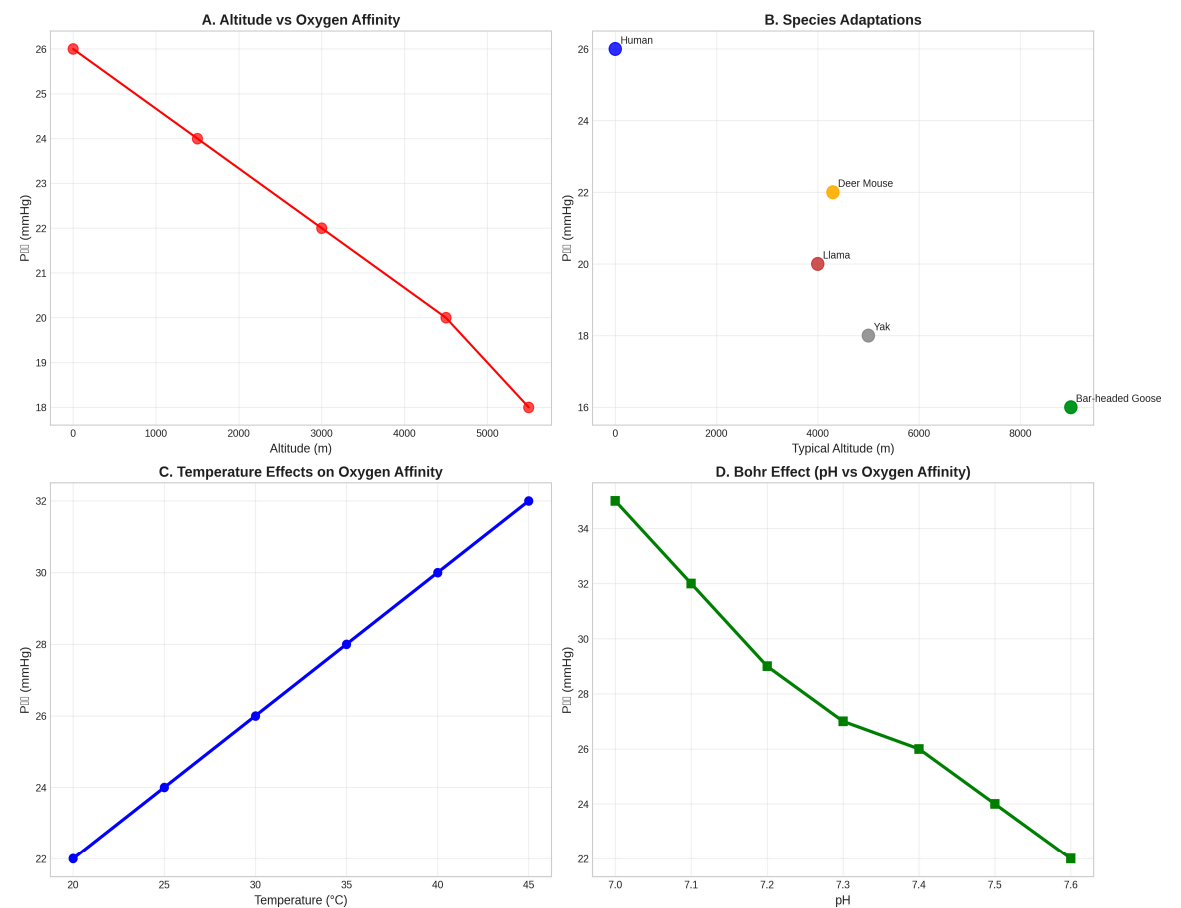 A. Altitude vs Oxygen Affinity
26
25
24
23
22
21
20
19
18
P▯▯ (mmHg)
0 1000 2000 3000 4000 5000
Altitude (m)
B. Species Adaptations
26
24
22
20
18
16
P▯▯ (mmHg)
Human
Deer Mouse
Llama
Yak
Bar-headed Goose
0 2000 4000 6000 8000
Typical Altitude (m)
C. Temperature Effects on Oxygen Affinity
32
30
28
26
24
22
P▯▯ (mmHg)
20 25 30 35 40 45
Temperature (°C)
D. Bohr Effect (pH vs Oxygen Affinity)
34
32
30
28
26
24
22
P▯▯ (mmHg)
7.0 7.1 7.2 7.3 7.4 7.5 7.6
pH